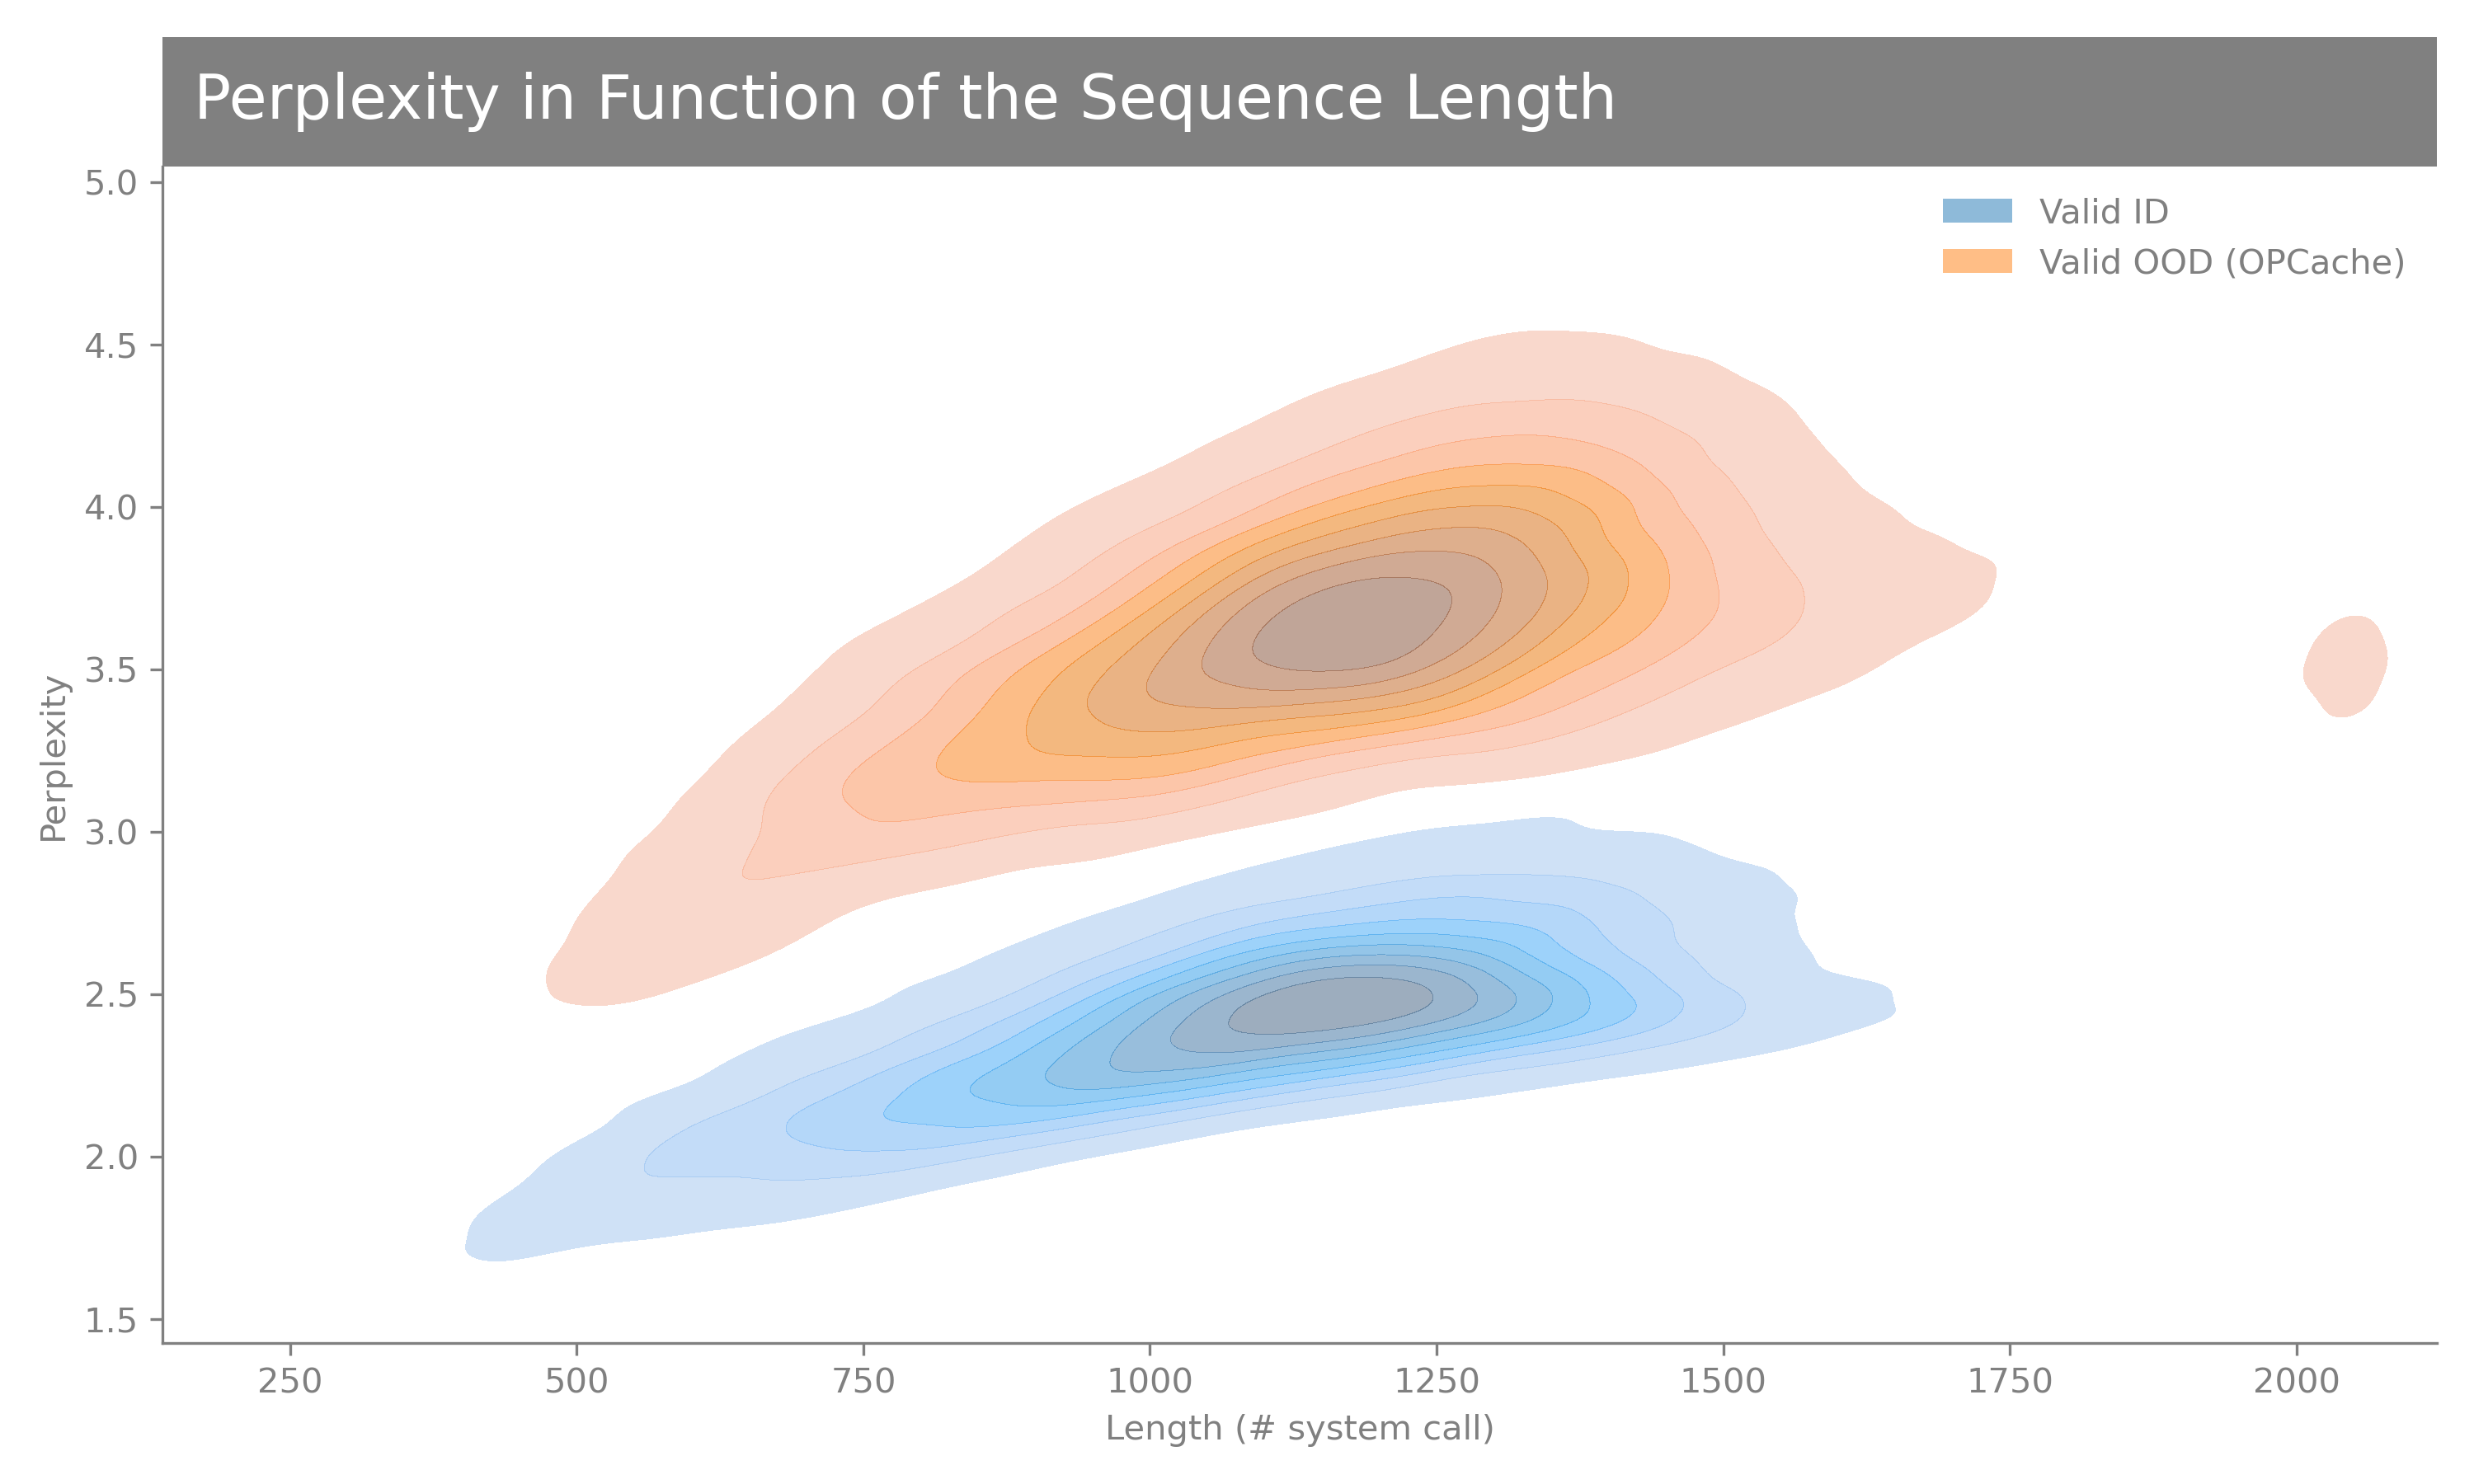 Perplexity in Function of the Sequence Length
Valid ID
Valid OOD (OPCache)
Perplexity
5.0
4.5
4.0
3.5
3.0
2.5
2.0
1.5
250 500 750 1000 1250 1500 1750 2000
Length (# system call)